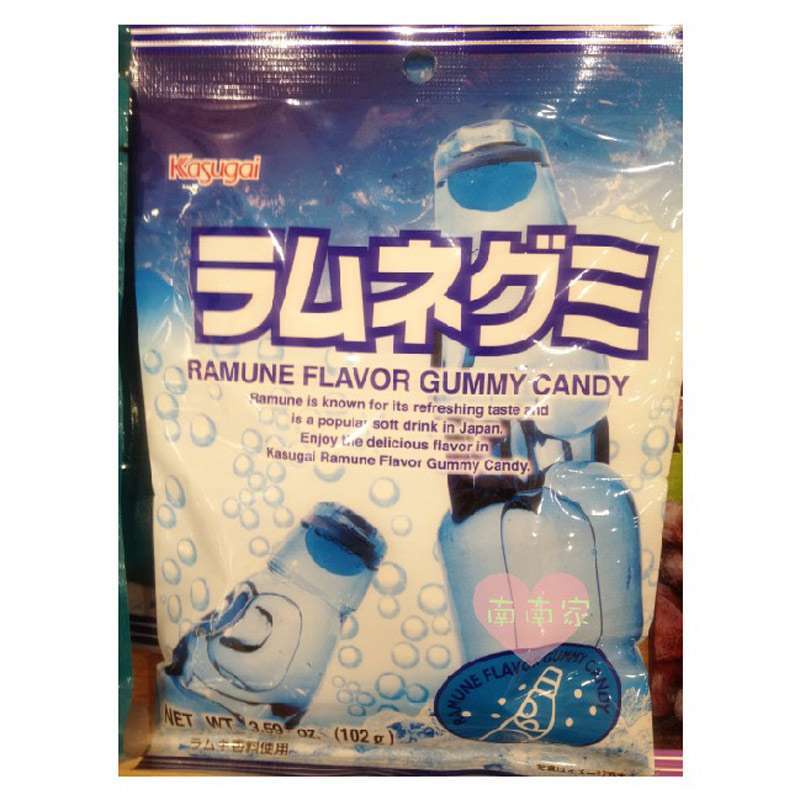 Kasugai
ラムネグミ
RAMUNE FLAVOR GUMMY CANDY
Ramune is known for its refreshing taste and
is a popular soft drink in Japan.
Enjoy the delicious flavor in
Kasugai Ramune Flavor Gummy Candy.
南南家
RAMUNE FLAVOR GUMMY CANDY
NET WT. 3.59 oz. (102g)
ラムネ香料使用